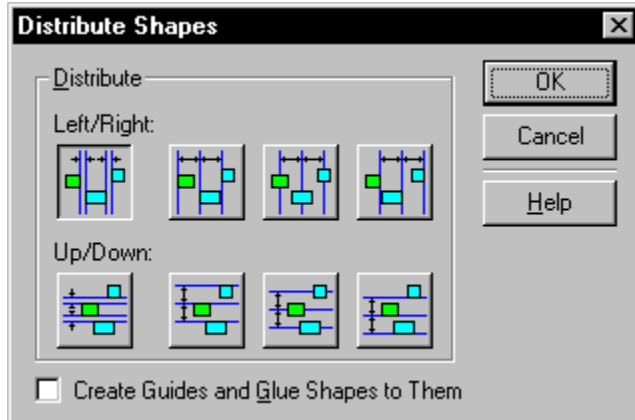 Distribute Shapes
Distribute
Left/Right:
Up/Down:
OK
Cancel
Help
Create Guides and Glue Shapes to Them